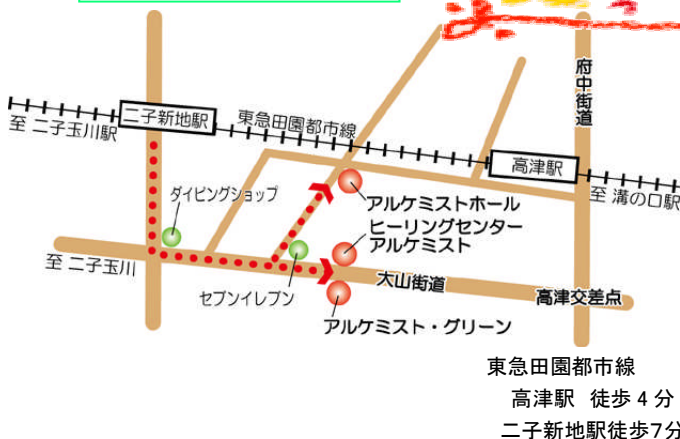 府中街道
二子新地駅
東急田園都市線
至 二子玉川駅
高津駅
至 溝の口駅
ダイビングショップ
アルケミストホール
ヒーリングセンター
アルケミスト
至 二子玉川
大山街道
セブンイレブン
高津交差点
アルケミスト・グリーン
東急田園都市線
高津駅 徒歩4分
二子新地駅徒歩7分